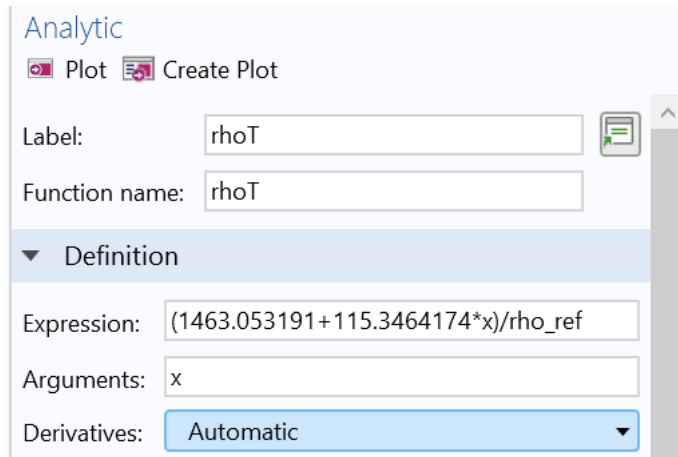 Analytic
Plot Create Plot
Label: rhoT
Function name: rhoT
Definition
Expression: (1463.053191+115.3464174*x)/rho_ref
Arguments: x
Derivatives: Automatic